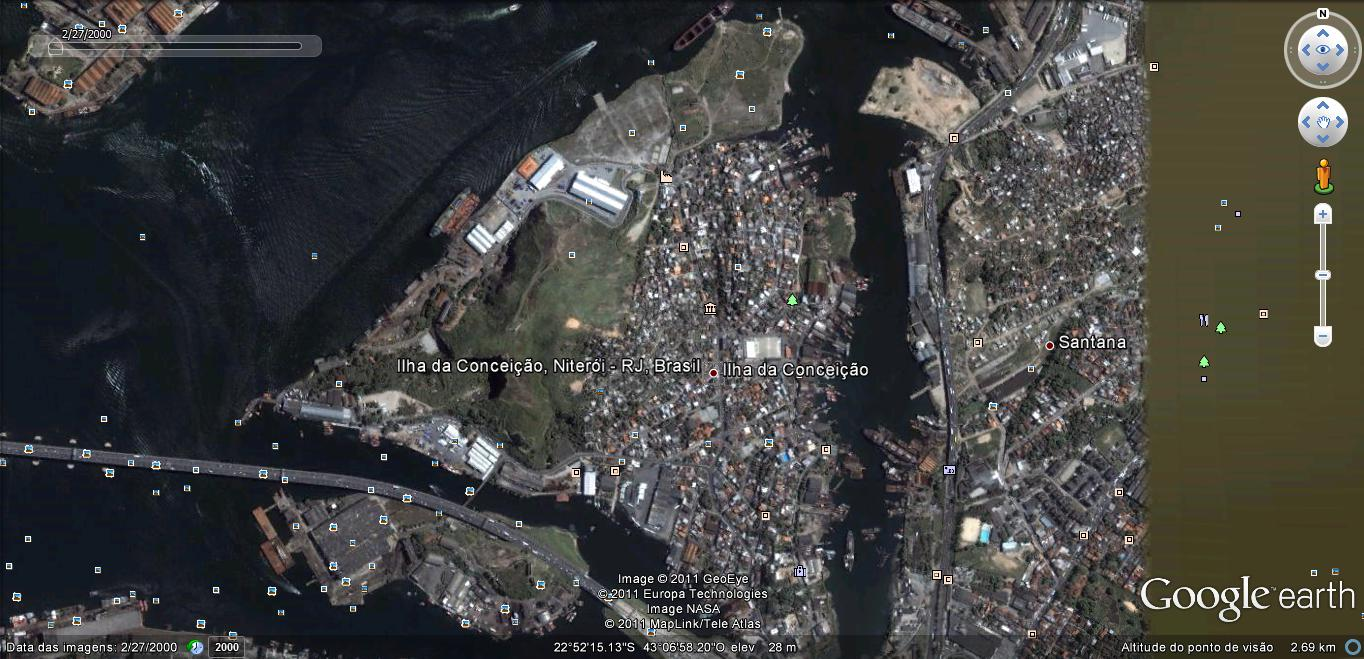 2/27/2000
N
Ilha da Conceição, Niterói - RJ, Brasil
Ilha da Conceição
Santana
Image © 2011 GeoEye
© 2011 Europa Technologies
Image NASA
© 2011 MapLink/Tele Atlas
Google earth
Data das imagens: 2/27/2000
2000
22°52'15.13"S 43°06'58.20"O elev 28 m
Altitude do ponto de visão 2.69 km